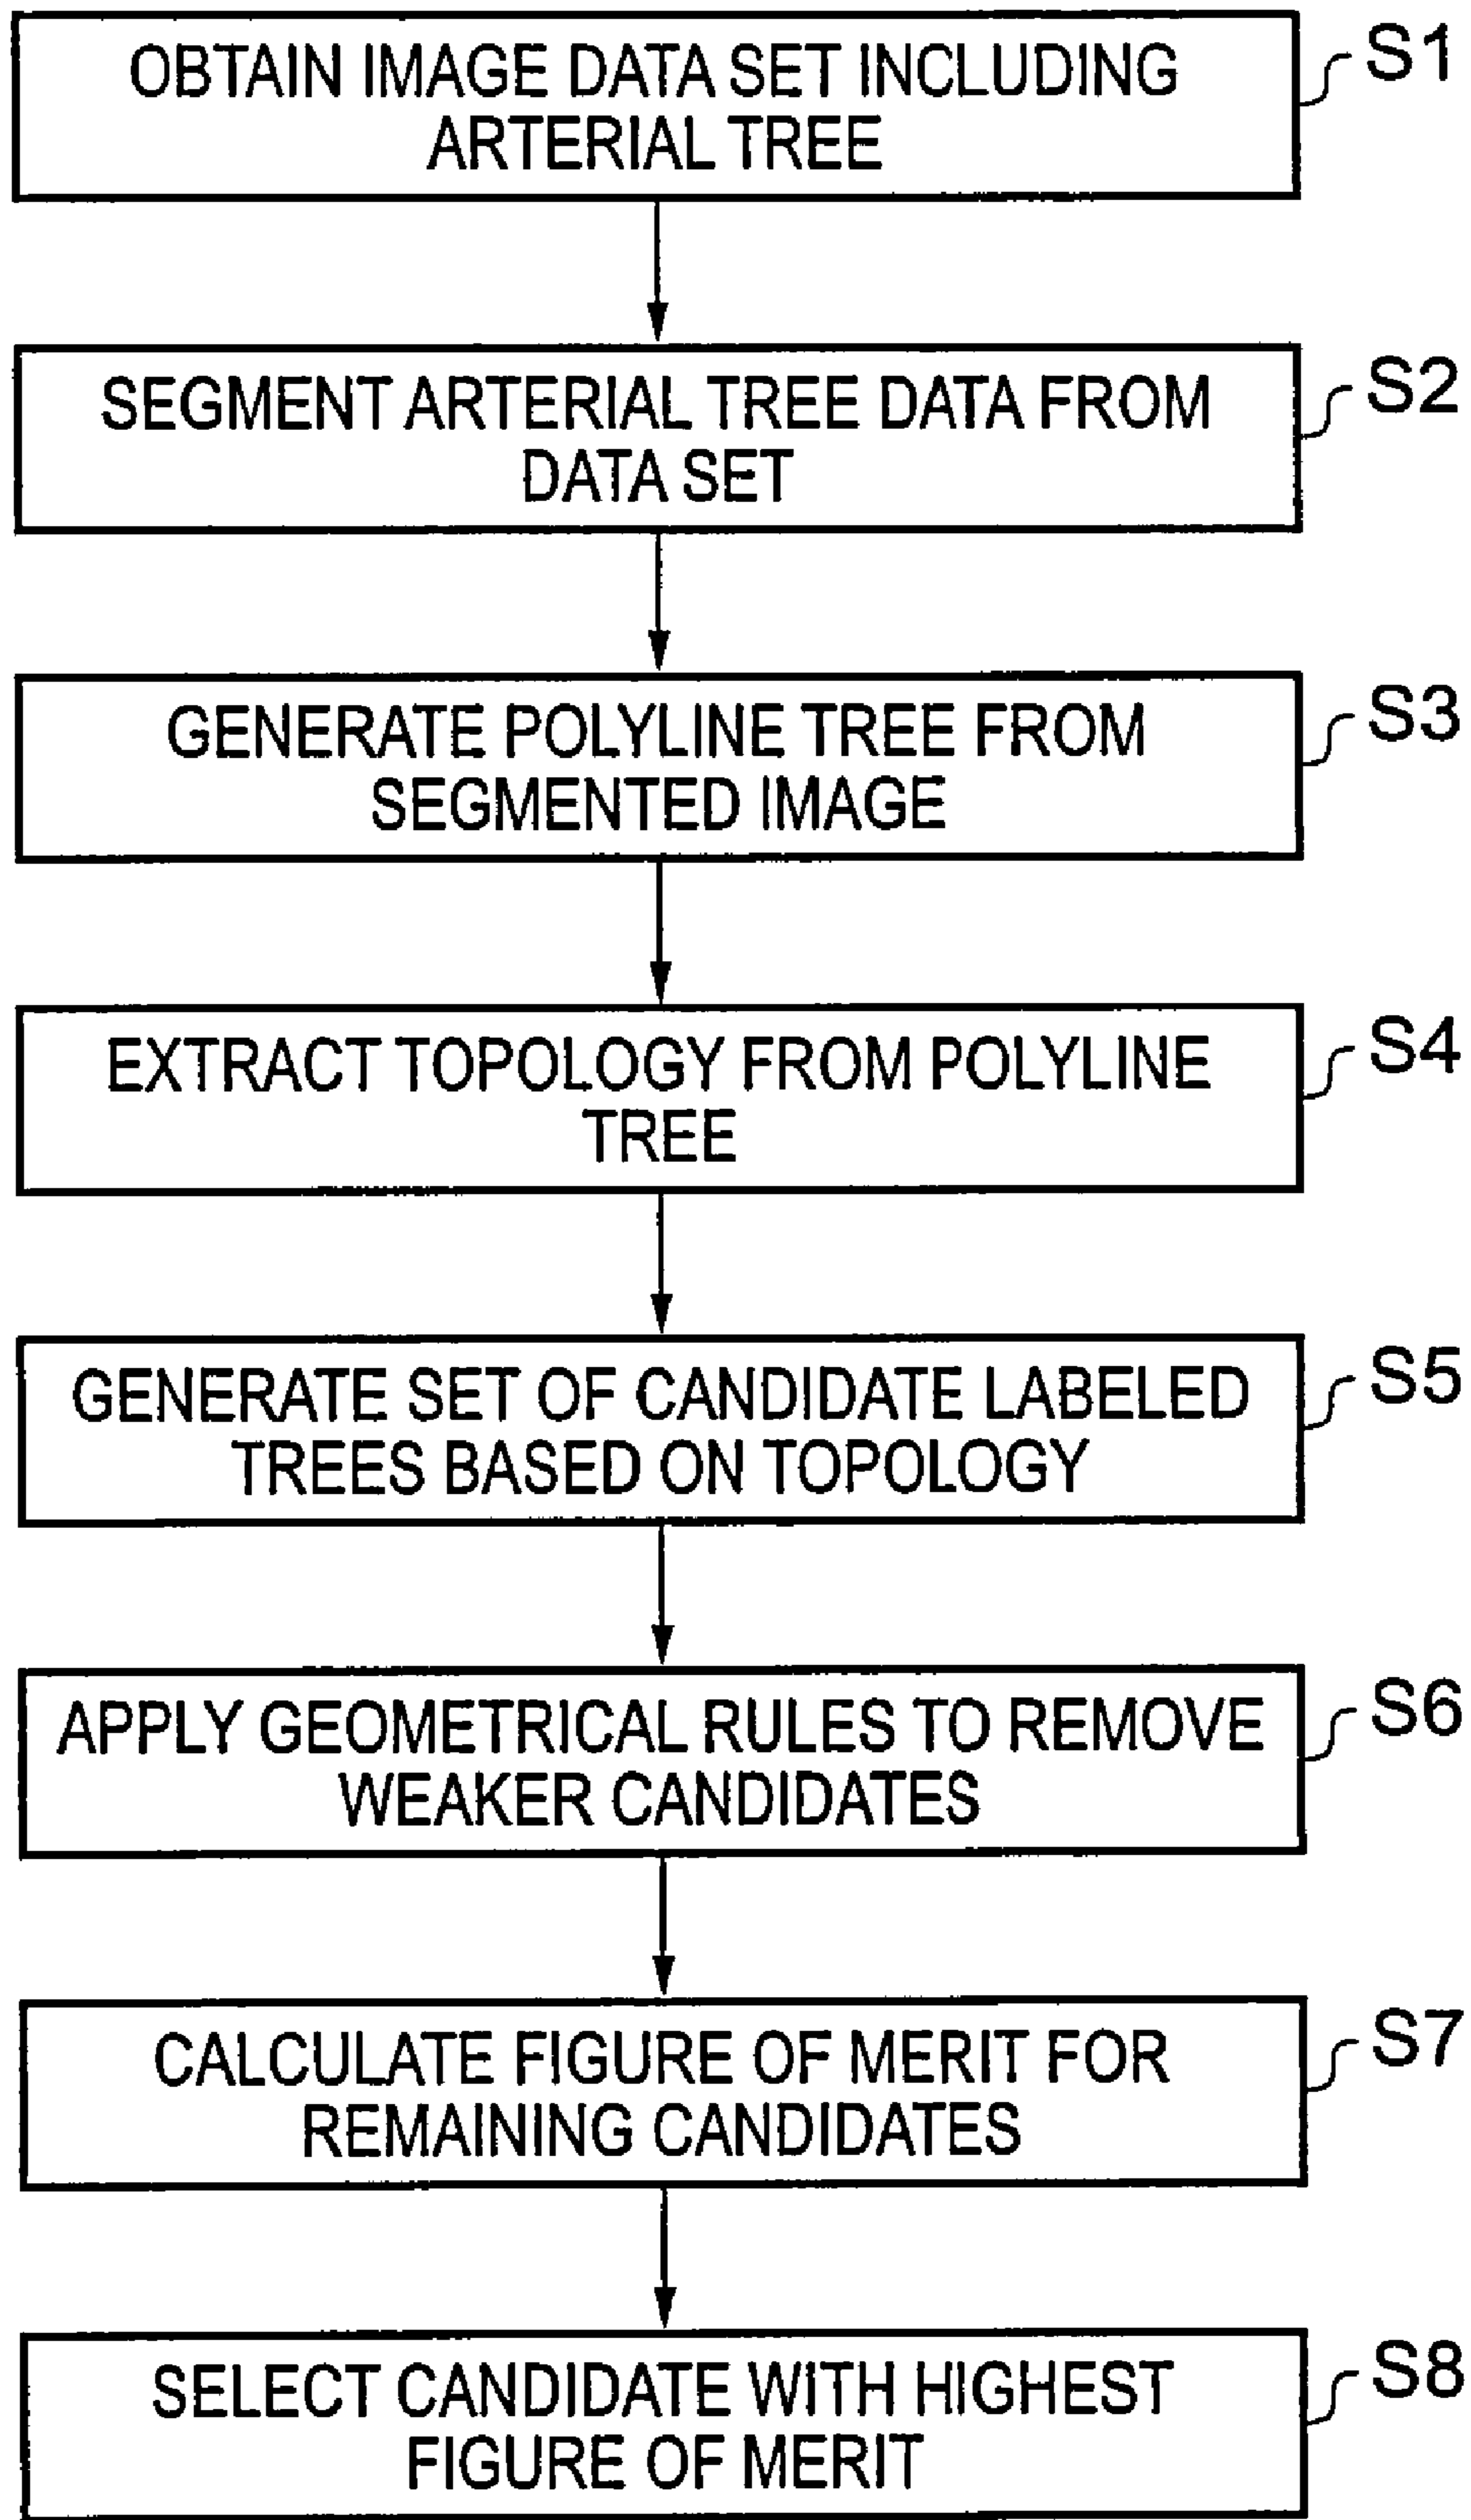 OBTAIN IMAGE DATA SET INCLUDING
ARTERIAL TREE
S1
SEGMENT ARTERIAL TREE DATA FROM
DATA SET
S2
GENERATE POLYLINE TREE FROM
SEGMENTED IMAGE
S3
EXTRACT TOPOLOGY FROM POLYLINE
TREE
S4
GENERATE SET OF CANDIDATE LABELED
TREES BASED ON TOPOLOGY
S5
APPLY GEOMETRICAL RULES TO REMOVE
WEAKER CANDIDATES
S6
CALCULATE FIGURE OF MERIT FOR
REMAINING CANDIDATES
S7
SELECT CANDIDATE WITH HIGHEST
FIGURE OF MERIT
S8